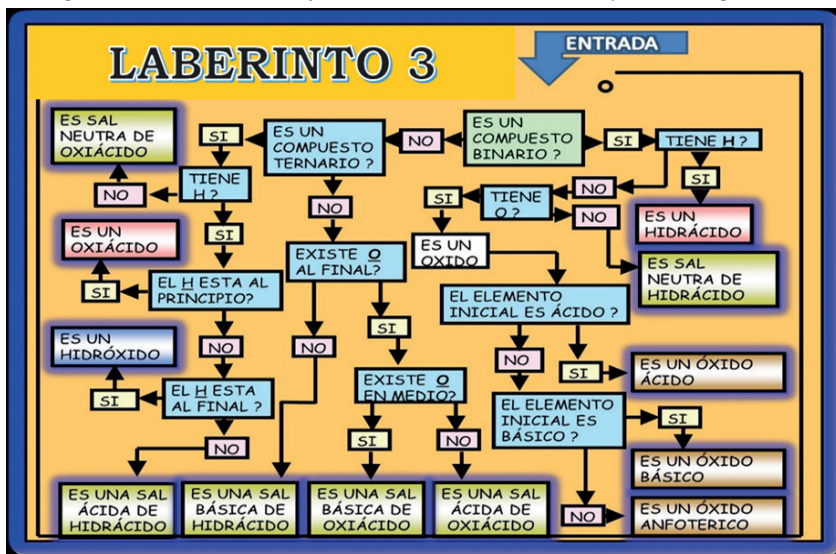 LABERINTO 3
ENTRADA
ES SAL
NEUTRA DE
OXIÁCIDO
SI
ES UN
COMPUESTO
TERNARIO ?
NO
ES UN
COMPUESTO
BINARIO ?
SI
TIENE H ?
NO
TIENE
H ?
SI
TIENE
O ?
NO
SI
ES UN
HIDRÁCIDO
NO
SI
NO
ES UN
OXIÁCIDO
EXISTE O
AL FINAL?
ES UN
OXIDO
ES SAL
NEUTRA DE
HIDRÁCIDO
SI
EL H ESTA AL
PRINCIPIO?
EL ELEMENTO
INICIAL ES ÁCIDO ?
SI
ES UN
HIDRÓXIDO
NO
NO
NO
SI
ES UN ÓXIDO
ÁCIDO
SI
EL H ESTA
AL FINAL ?
EXISTE O
EN MEDIO?
EL ELEMENTO
INICIAL ES
BÁSICO ?
SI
NO
SI
NO
ES UN ÓXIDO
BÁSICO
ES UNA SAL
ÁCIDA DE
HIDRÁCIDO
ES UNA SAL
BÁSICA DE
HIDRÁCIDO
ES UNA SAL
BÁSICA DE
OXIÁCIDO
ES UNA SAL
ÁCIDA DE
OXIÁCIDO
NO
ES UN ÓXIDO
ANFOTERICO